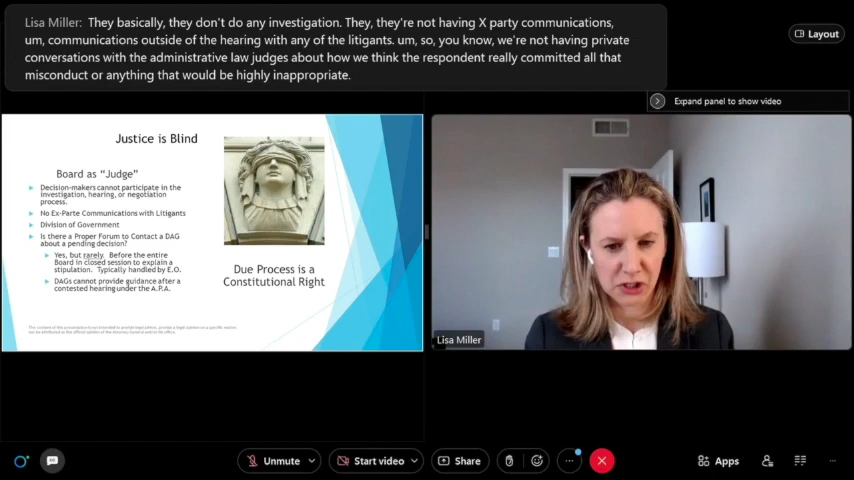 Lisa Miller: They basically, they don't do any investigation. They, they're not having X party communications,
um, communications outside of the hearing with any of the litigants. um, so, you know, we're not having private
conversations with the administrative law judges about how we think the respondent really committed all that
misconduct or anything that would be highly inappropriate.
Layout
Expand panel to show video
Justice is Blind
Board as "Judge"
Decision-makers cannot participate in the
investigation, hearing, or negotiation
process.
No Ex-Parte Communications with Litigants
Division of Government
Is there a Proper Forum to Contact a DAG
about a pending decision?
Yes, but rarely. Before the entire
Board in closed session to explain a
stipulation. Typically handled by E.O.
DAGs cannot provide guidance after a
contested hearing under the A.P.A.
Due Process is a
Constitutional Right
Lisa Miller
Unmute
Start video
Share
Apps